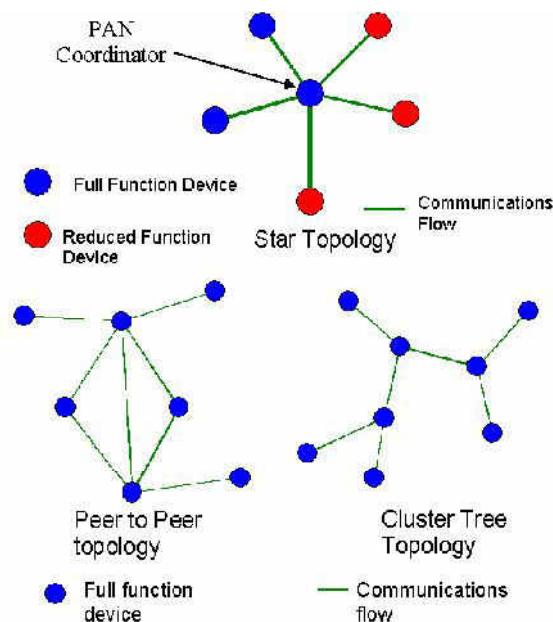 PAN
Coordinator
Full Function Device
Communications
Flow
Reduced Function
Device
Star Topology
Peer to Peer
topology
Cluster Tree
Topology
Full function
device
Communications
flow